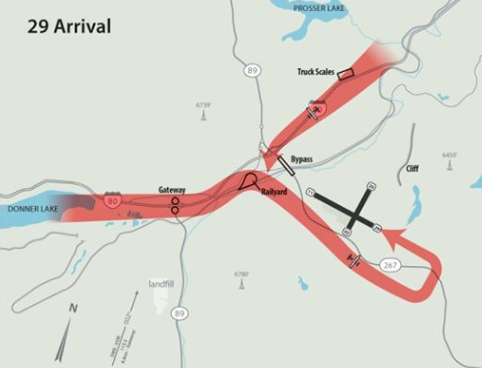 29 Arrival
PROSSER LAKE
89
Truck Scales
6739'
Bypass
Cliff
6450'
Gateway
Railyard
80
DONNER LAKE
267
6780'
landfill
89
N